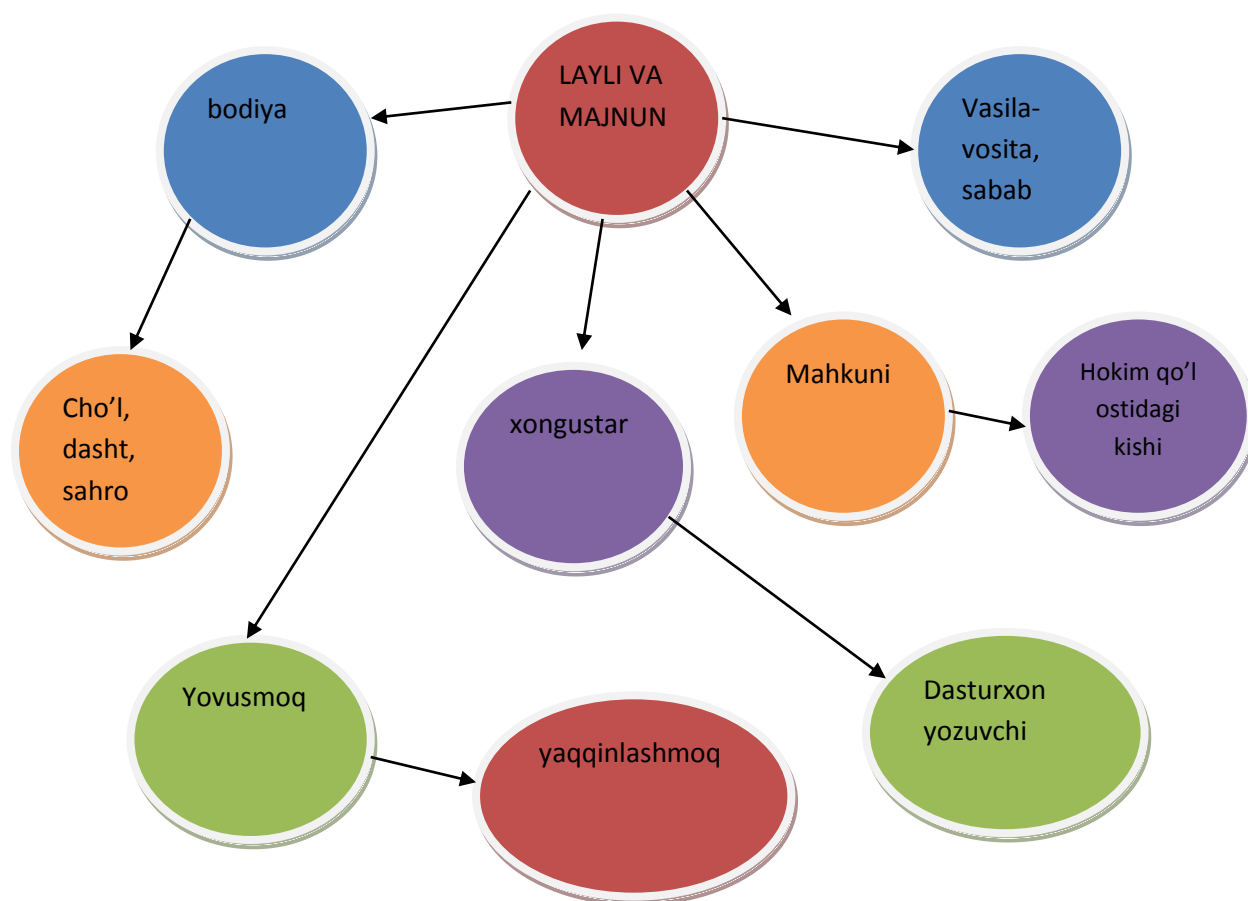 LAYLI VA
MAJNUN
bodiya
Vasila-
vosita,
sabab
Cho’l,
dasht,
sahro
xongustar
Mahkuni
Hokim qo’l
ostidagi
kishi
Yovusmoq
yaqqinlashmoq
Dasturxon
yozuvchi